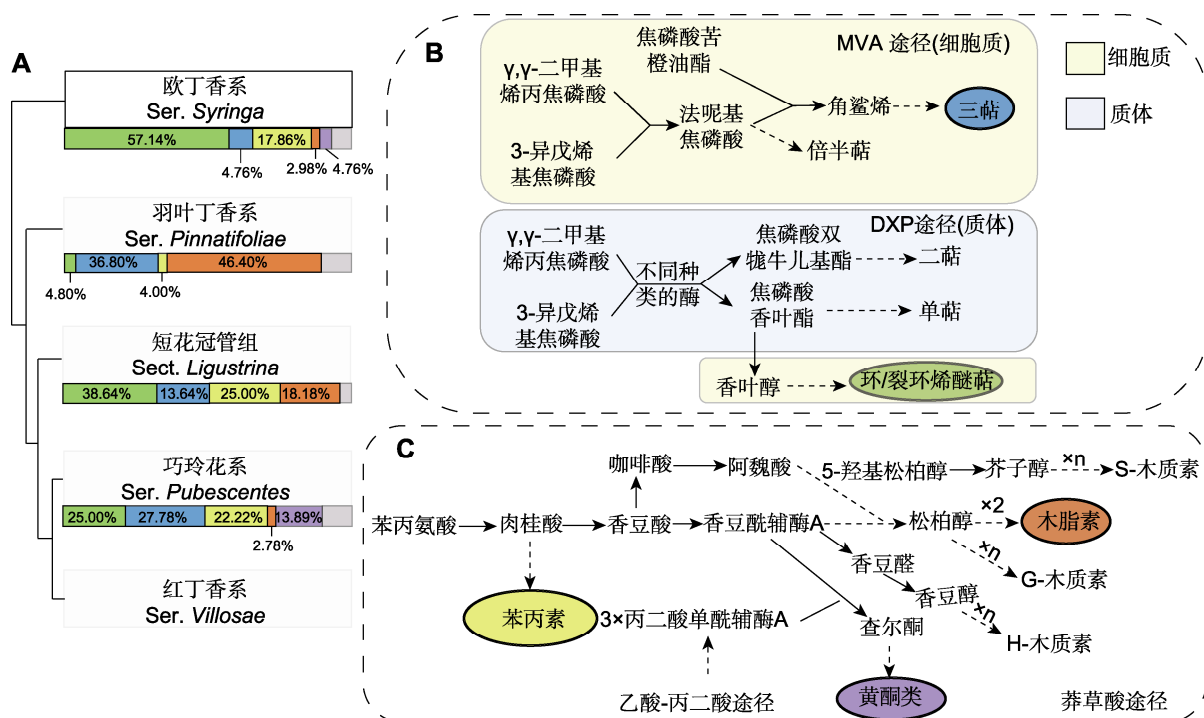 A
欧丁香系
Ser. Syringa
57.14%
17.86%
4.76%
2.98%
4.76%
羽叶丁香系
Ser. Pinnatifoliae
36.80%
46.40%
4.80%
4.00%
短花冠管组
Sect. Ligustrina
38.64%
13.64%
25.00%
18.18%
巧玲花系
Ser. Pubescentes
25.00%
27.78%
22.22%
13.89%
2.78%
红丁香系
Ser. Villosae
B
MVA 途径(细胞质)
焦磷酸苦
橙油酯
γ,γ-二甲基
烯丙焦磷酸
3-异戊烯
基焦磷酸
法呢基
焦磷酸
角鲨烯
三萜
倍半萜
细胞质
质体
DXP途径(质体)
γ,γ-二甲基
烯丙焦磷酸
3-异戊烯
基焦磷酸
不同种
类的酶
焦磷酸双
牻牛儿基酯
二萜
焦磷酸
香叶酯
单萜
香叶醇
环/裂环烯醚萜
C
咖啡酸
阿魏酸
5-羟基松柏醇
芥子醇
×n
S-木质素
苯丙氨酸
肉桂酸
香豆酸
香豆酰辅酶A
松柏醇
×2
木脂素
×n
G-木质素
香豆醛
香豆醇
×n
H-木质素
苯丙素
3×丙二酸单酰辅酶A
查尔酮
乙酸-丙二酸途径
黄酮类
莽草酸途径